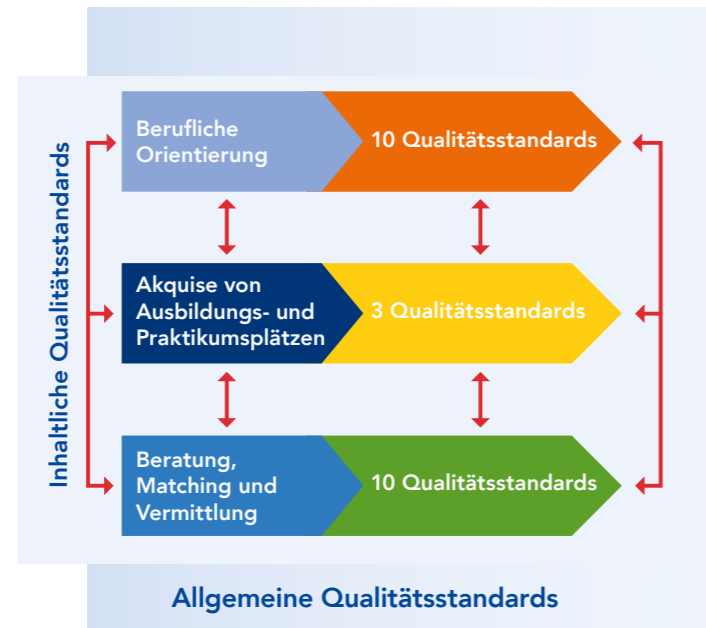 Inhaltliche Qualitätsstandards
Berufliche
Orientierung
10 Qualitätsstandards
Akquise von
Ausbildungs- und
Praktikumsplätzen
3 Qualitätsstandards
Beratung,
Matching und
Vermittlung
10 Qualitätsstandards
Allgemeine Qualitätsstandards